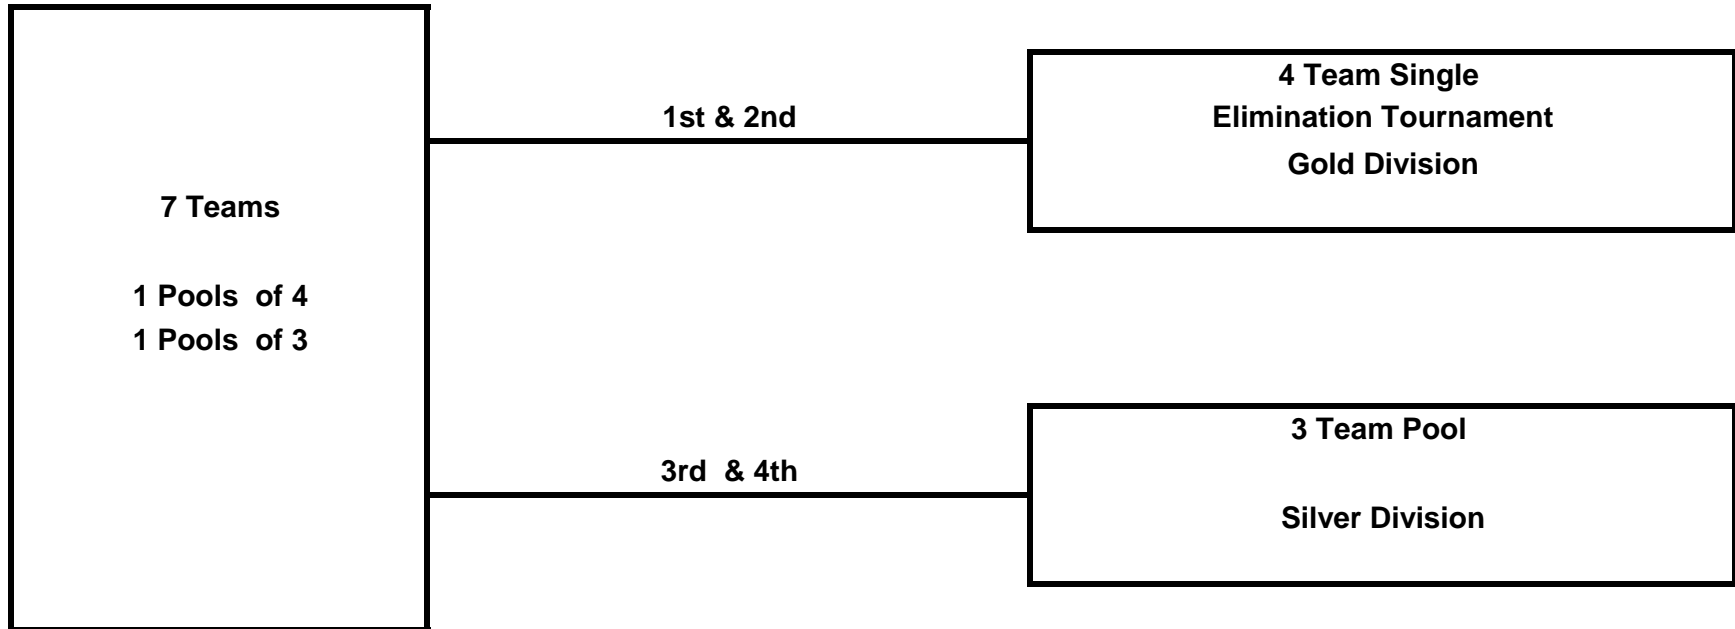 7 Teams
1 Pools  of 4
1 Pools  of 3
1st & 2nd
4 Team Single
Elimination Tournament
Gold Division
3rd  & 4th
3 Team Pool
Silver Division